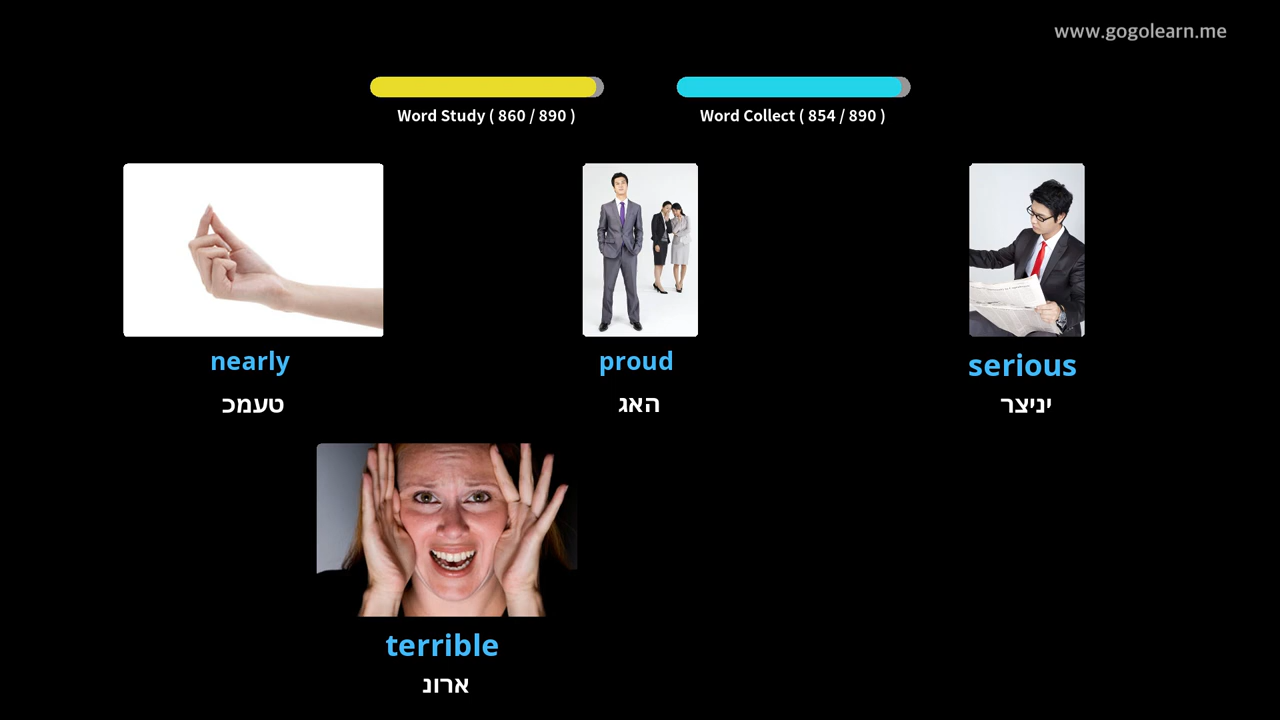 www.gogolearn.me
Word Study ( 860 / 890 )
Word Collect ( 854 / 890 )
nearly
טעמכ
proud
האג
serious
יניצר
terrible
ארונ